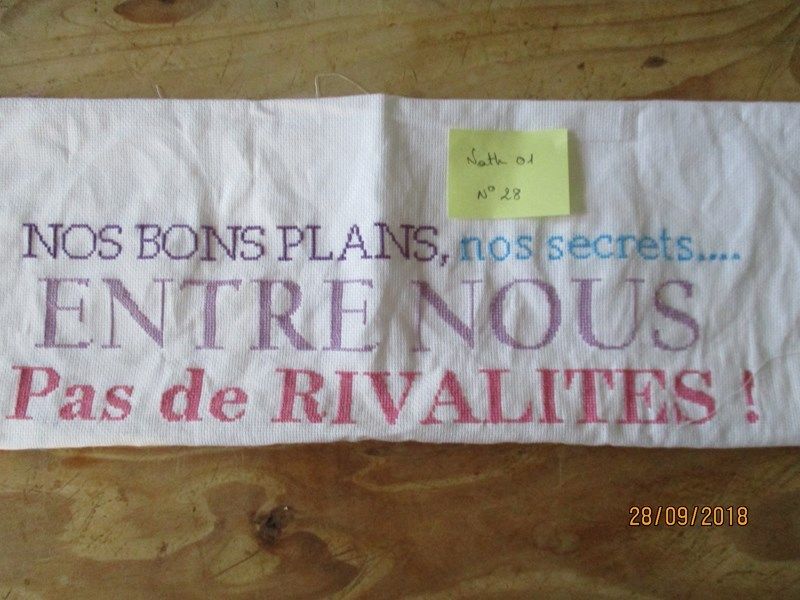 Nath 01
N° 28
NOS BONS PLANS, nos secrets....
ENTRE NOUS
Pas de RIVALITES !
28/09/2018